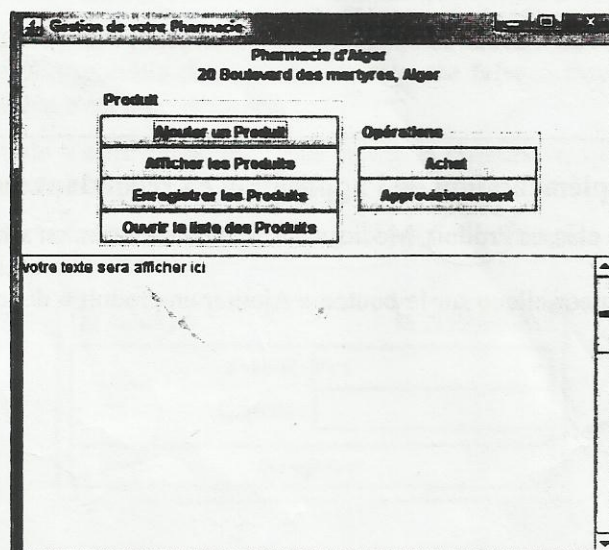 Gestion de votre Pharmacie
Pharmacie d'Alger
20 Boulevard des martyres, Alger
Produit
Ajouter un Produit
Afficher les Produits
Enregistrer les Produits
Ouvrir la liste des Produits
Opérations
Achat
Approvisionnement
votre texte sera afficher ici